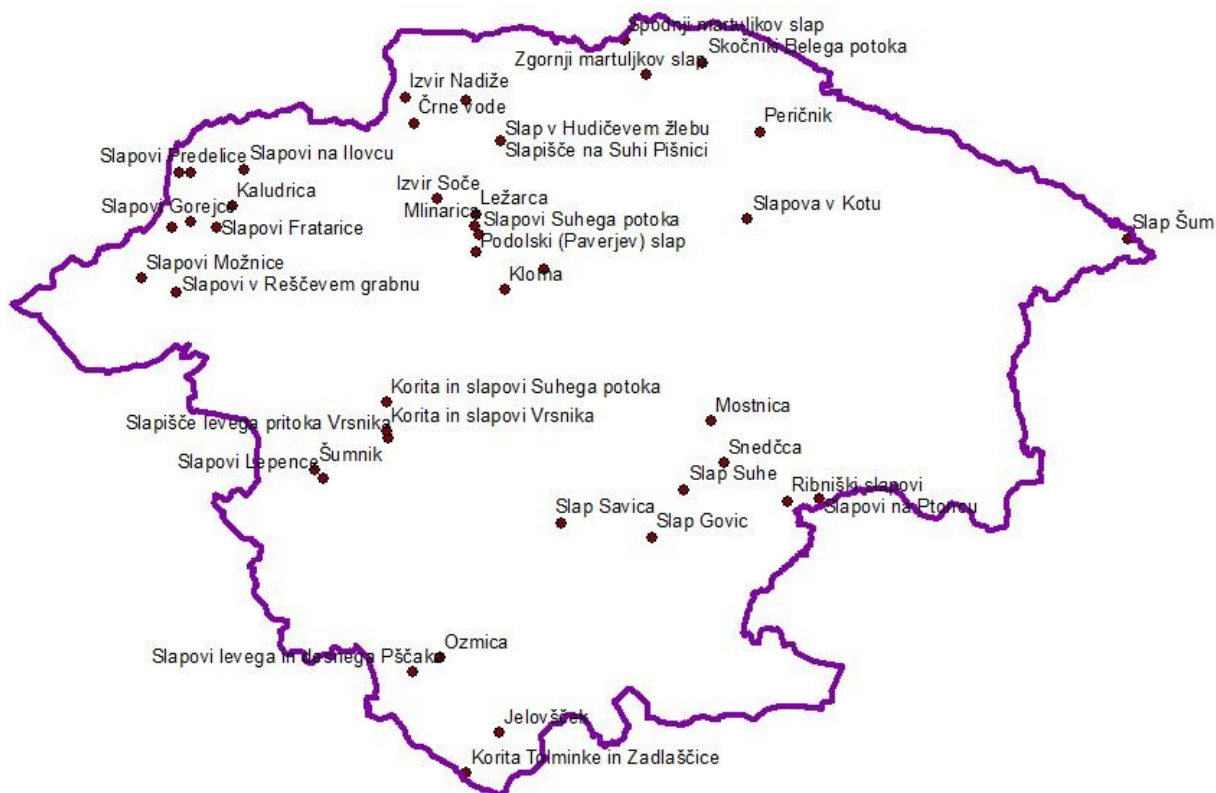 Spodnji martuljkov slap
Skočniki Belega potoka
Zgornji martuljkov slap
Izvir Nadiže
Črne vode
Peričnik
Slap v Hudičevem žlebu
Slapišče na Suhi Pišnici
Slapovi Predelice
Slapovi na Ilovcu
Izvir Soče
Kaludrica
Ležarca
Mlinarica
Slapovi Gorejce
Slapovi Suhega potoka
Slapova v Kotu
Slapovi Fratarice
Slap Šum
Podolski (Paverjev) slap
Slapovi Možnice
Kloma
Slapovi v Reščevem grabnu
Korita in slapovi Suhega potoka
Korita in slapovi Vrsnika
Slapišče levega pritoka Vrsnika
Mostnica
Šumnik
Slapovi Lepence
Snedčca
Slap Suhe
Ribniški slapovi
Slap Savica
Slapovi na Ptoncu
Slap Govic
Ozmica
Slapovi levega in desnega Pščaka
Jelovšček
Korita Tolminke in Zadlaščice